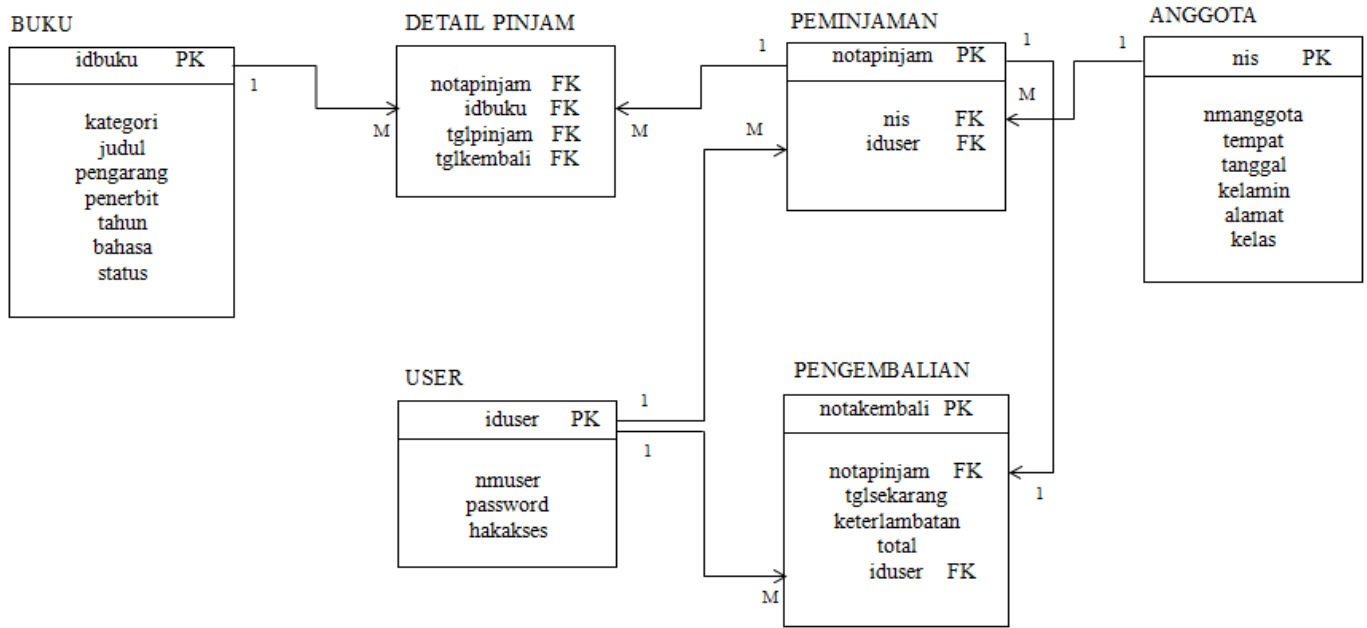 BUKU
idbuku PK
kategori
judul
pengarang
penerbit
tahun
bahasa
status
1
M
DETAIL PINJAM
notapinjam FK
idbuku FK
tglpinjam FK
tglkembali FK
M
1
PEMINJAMAN
notapinjam PK
nis FK
iduser FK
M
1
M
1
ANGGOTA
nis PK
nmanggota
tempat
tanggal
kelamin
alamat
kelas
USER
iduser PK
nmuser
password
hakakses
1
1
M
PENGEMBALIAN
notakembali PK
notapinjam FK
tglsekarang
keterlambatan
total
iduser FK
1